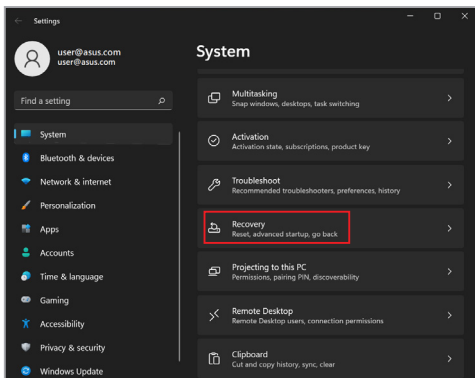 Settings
user@asus.com
user@asus.com
Find a setting
System
Bluetooth & devices
Network & internet
Personalization
Apps
Accounts
Time & language
Gaming
Accessibility
Privacy & security
Windows Update
System
Multitasking
Snap windows, desktops, task switching
Activation
Activation state, subscriptions, product key
Troubleshoot
Recommended troubleshooters, preferences, history
Recovery
Reset, advanced startup, go back
Projecting to this PC
Permissions, pairing PIN, discoverability
Remote Desktop
Remote Desktop users, connection permissions
Clipboard
Cut and copy history, sync, clear